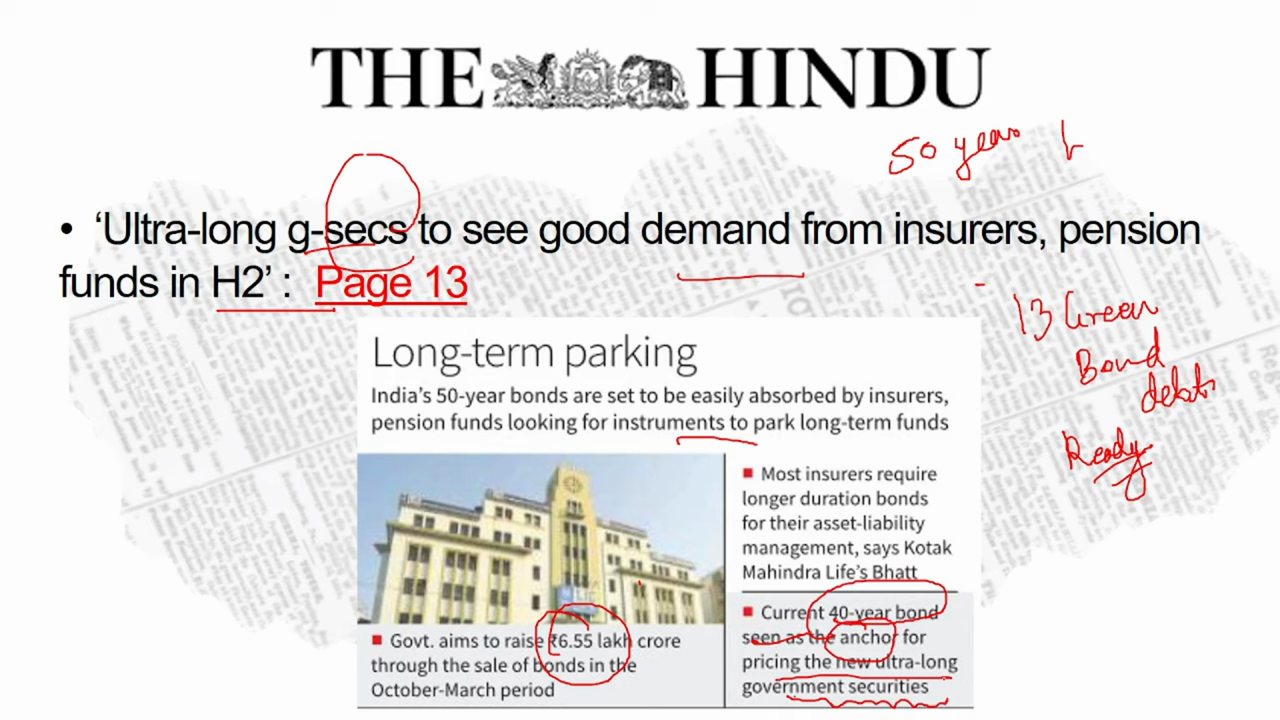 THE HINDU
50 years
• ‘Ultra-long g-secs to see good demand from insurers, pension
funds in H2’ : Page 13
13 Green
Bond
debt
Ready
Long-term parking
India's 50-year bonds are set to be easily absorbed by insurers,
pension funds looking for instruments to park long-term funds
Govt. aims to raise ₹6.55 lakh crore
through the sale of bonds in the
October-March period
Most insurers require
longer duration bonds
for their asset-liability
management, says Kotak
Mahindra Life's Bhatt
Current 40-year bond
seen as the anchor for
pricing the new ultra-long
government securities